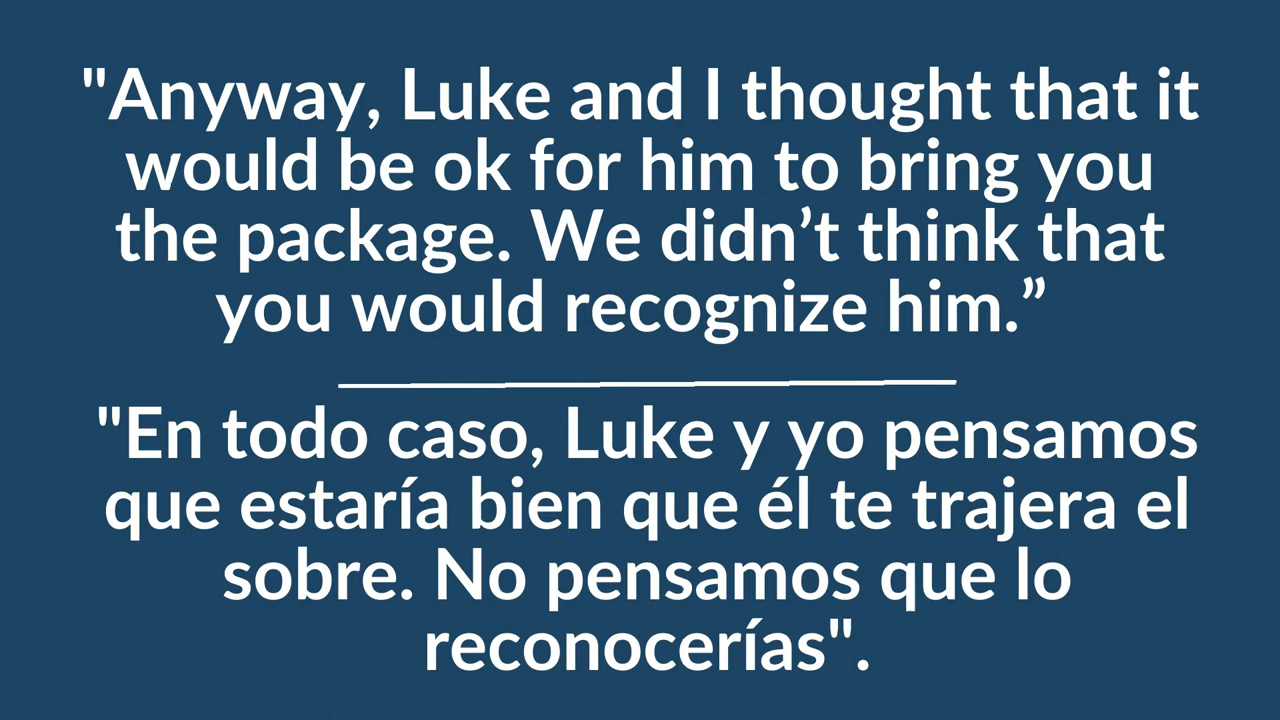 "Anyway, Luke and I thought that it
would be ok for him to bring you
the package. We didn’t think that
you would recognize him.”
"En todo caso, Luke y yo pensamos
que estaría bien que él te trajera el
sobre. No pensamos que lo
reconocerías".